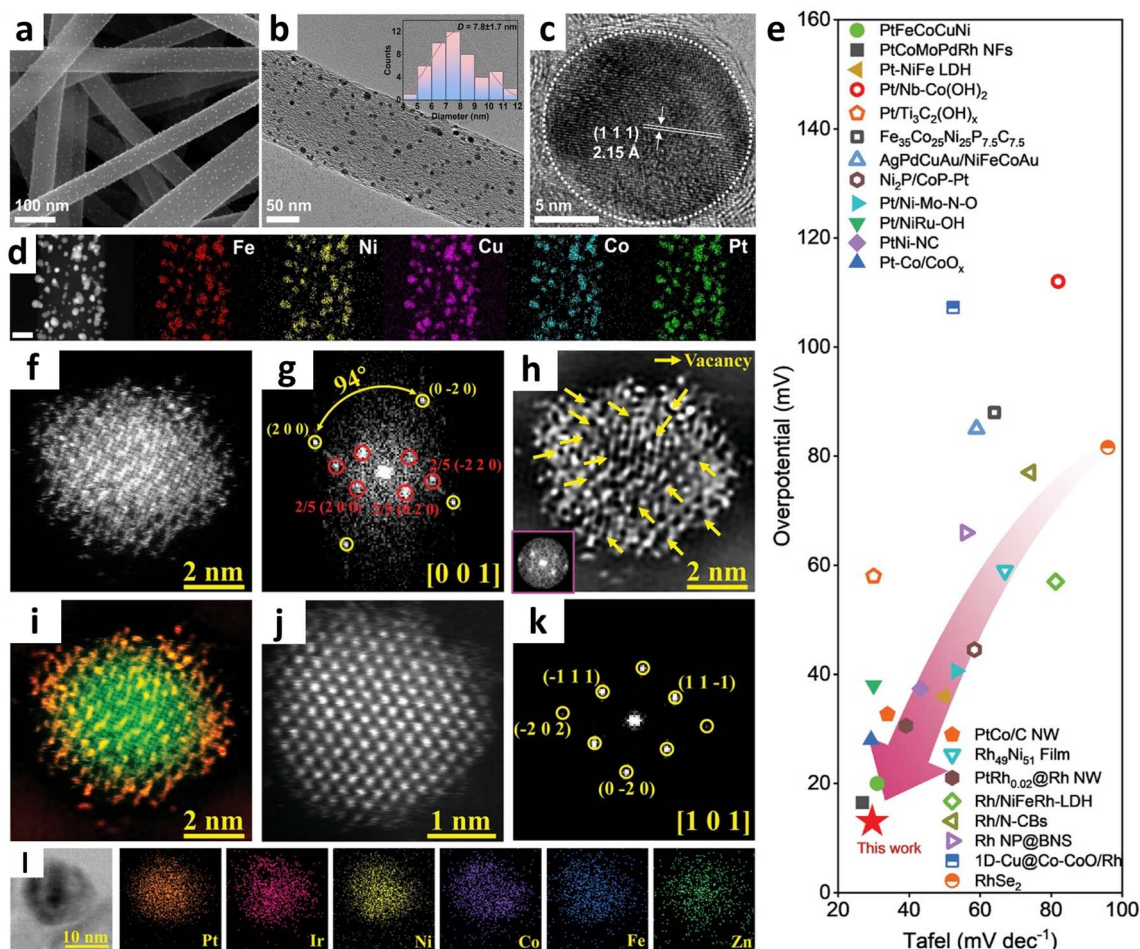 a
100 nm
b
D = 7.8±1.7 nm
Counts
12
8
4
0
4 5 6 7 8 9 10 11 12
Diameter (nm)
50 nm
c
(1 1 1)
2.15 Å
5 nm
d
Fe
Ni
Cu
Co
Pt
f
2 nm
g
94°
(0 -2 0)
(2 0 0)
2/5 (-2 2 0)
2/5 (2 0 0)
2/5 (0 2 0)
[0 0 1]
h
Vacancy
2 nm
i
2 nm
j
1 nm
k
(-1 1 1)
(1 1 -1)
(-2 0 2)
(0 -2 0)
[1 0 1]
l
10 nm
Pt
Ir
Ni
Co
Fe
Zn
e
160
140
120
100
80
60
40
20
0
Overpotential (mV)
PtFeCoCuNi
PtCoMoPdRh NFs
Pt-NiFe LDH
Pt/Nb-Co(OH)₂
Pt/Ti₃C₂(OH)ₓ
Fe₃₅Co₂₅Ni₂₅P₇.₅C₇.₅
AgPdCuAu/NiFeCoAu
Ni₂P/CoP-Pt
Pt/Ni-Mo-N-O
Pt/NiRu-OH
PtNi-NC
Pt-Co/CoOₓ
PtCo/C NW
Rh₄₉Ni₅₁ Film
PtRh₀.₀₂@Rh NW
Rh/NiFeRh-LDH
Rh/N-CBs
Rh NP@BNS
1D-Cu@Co-CoO/Rh
RhSe₂
This work
20 40 60 80 100
Tafel (mV dec⁻¹)